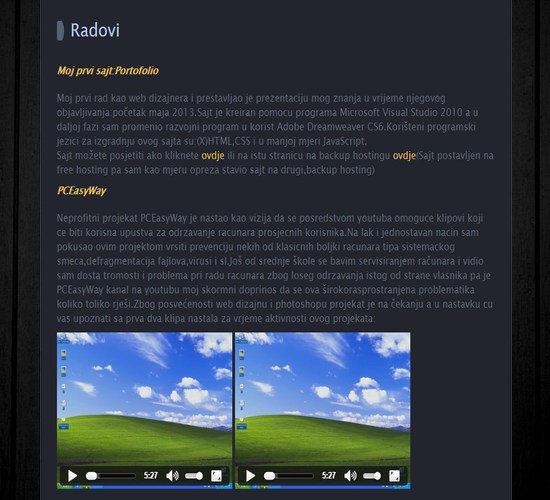 Radovi
Moj prvi sajt:Portofolio
Moj prvi rad kao web dizajnera i prestavljao je prezentaciju mog znanja u vrijeme njegovog
objavljivanja:početak maja 2013.Sajt je kreiran pomocu programa Microsoft Visual Studio 2010 a u
daljoj fazi sam promenio razvojni program u korist Adobe Dreamweaver CS6.Korišteni programski
jezici za izgradnju ovog sajta su:(X)HTML,CSS i u manjoj mjeri JavaScript.
Sajt možete posjetiti ako kliknete ovdje ili na istu stranicu na backup hostingu ovdje(Sajt postavljen na
free hosting pa sam kao mjeru opreza stavio sajt na drugi,backup hosting)
PCEasyWay
Neprofitni projekat PCEasyWay je nastao kao vizija da se posredstvom youtuba omoguce klipovi koji
ce biti korisna upustva za odrzavanje racunara prosjecnih korisnika.Na lak i jednostavan nacin sam
pokusao ovim projektom vrsiti prevenciju nekih od klasicnih boljki racunara tipa sistemackog
smeca,defragmentacija fajlova,virusi i sl.Još od srednje škole se bavim servisiranjem računara i vidio
sam dosta tromosti i problema pri radu racunara zbog loseg odrzavanja istog od strane vlasnika pa je
PCEasyWay kanal na youtubu moj skormni doprinos da se ova širokorasprostranjena problematika
koliko toliko rješi.Zbog posvećenosti web dizajnu i photoshopu projekat je na čekanju a u nastavku cu
vas upoznati sa prva dva klipa nastala za vrijeme aktivnosti ovog projekata:
5:27 5:27